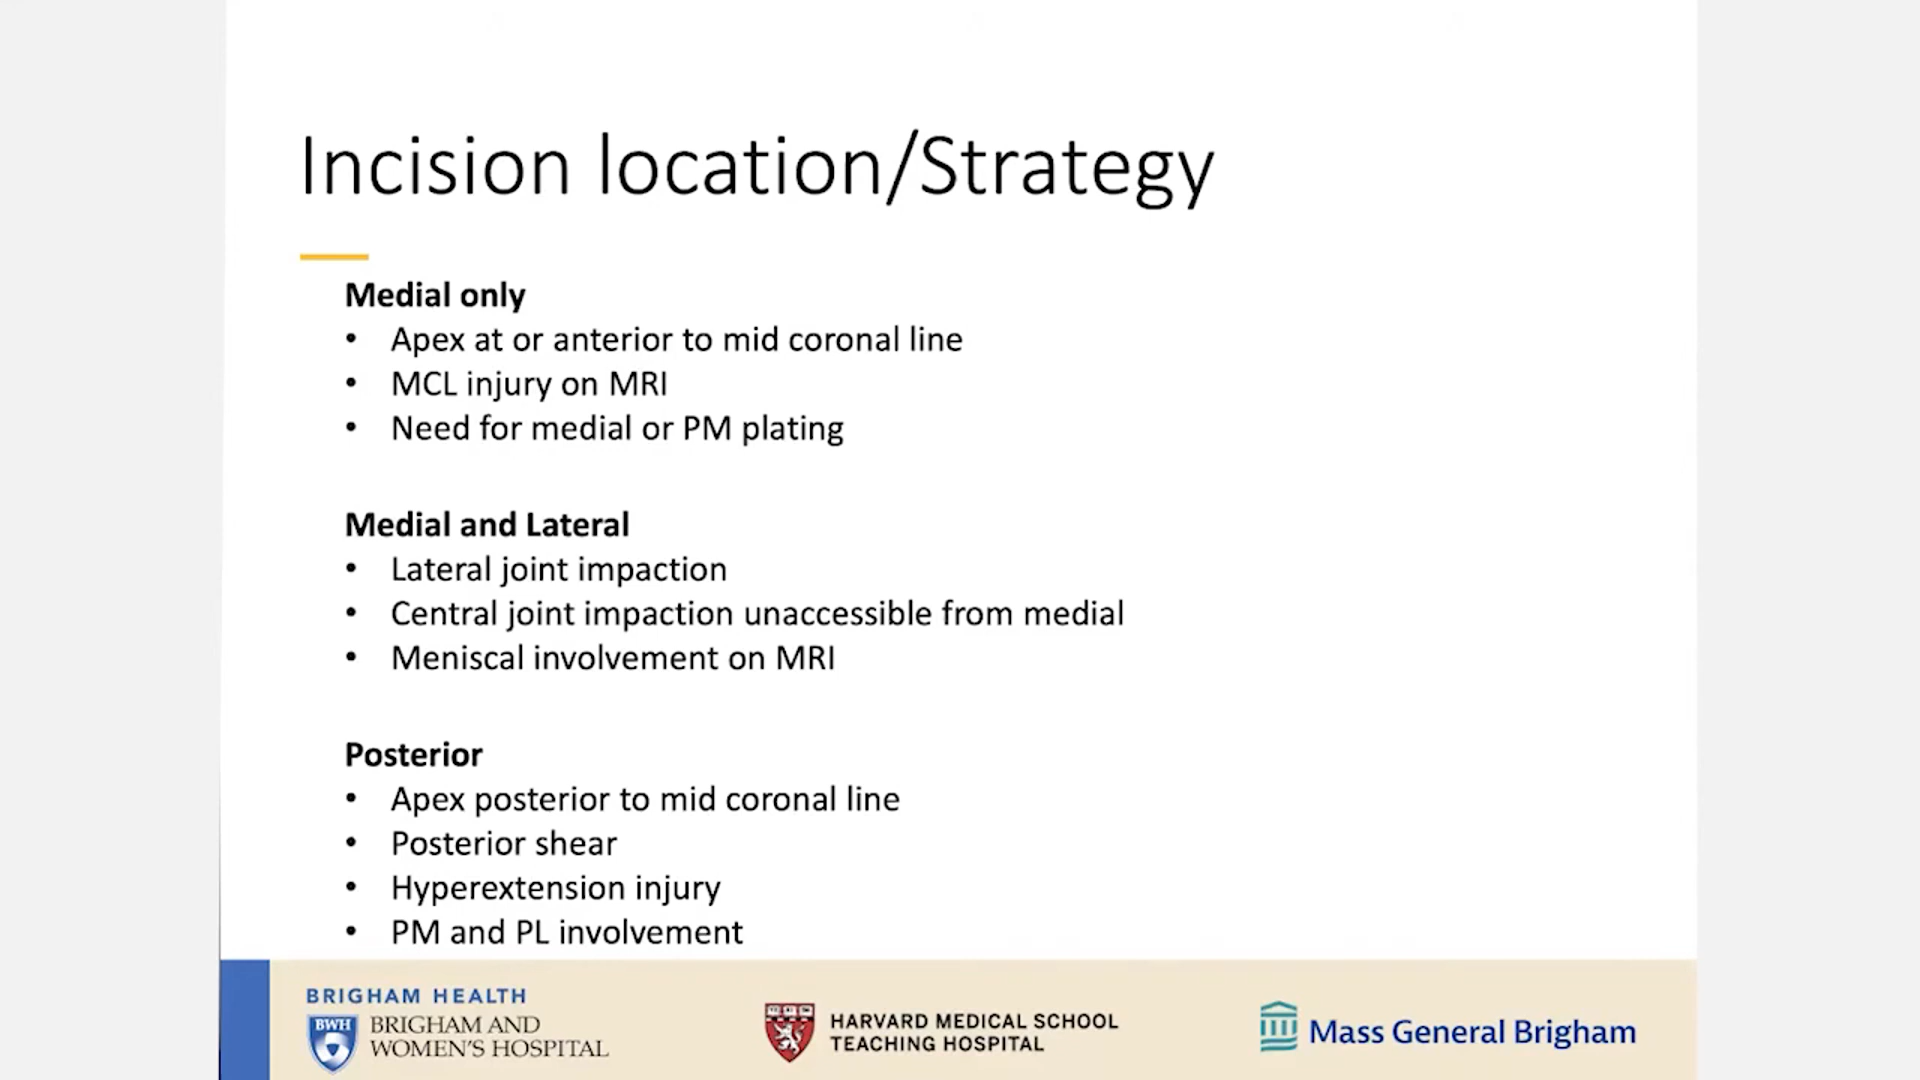 Incision location/Strategy
Medial only
• Apex at or anterior to mid coronal line
• MCL injury on MRI
• Need for medial or PM plating
Medial and Lateral
• Lateral joint impaction
• Central joint impaction unaccessible from medial
• Meniscal involvement on MRI
Posterior
• Apex posterior to mid coronal line
• Posterior shear
• Hyperextension injury
• PM and PL involvement
BRIGHAM HEALTH
BWH
BRIGHAM AND
WOMEN'S HOSPITAL
HARVARD MEDICAL SCHOOL
TEACHING HOSPITAL
Mass General Brigham